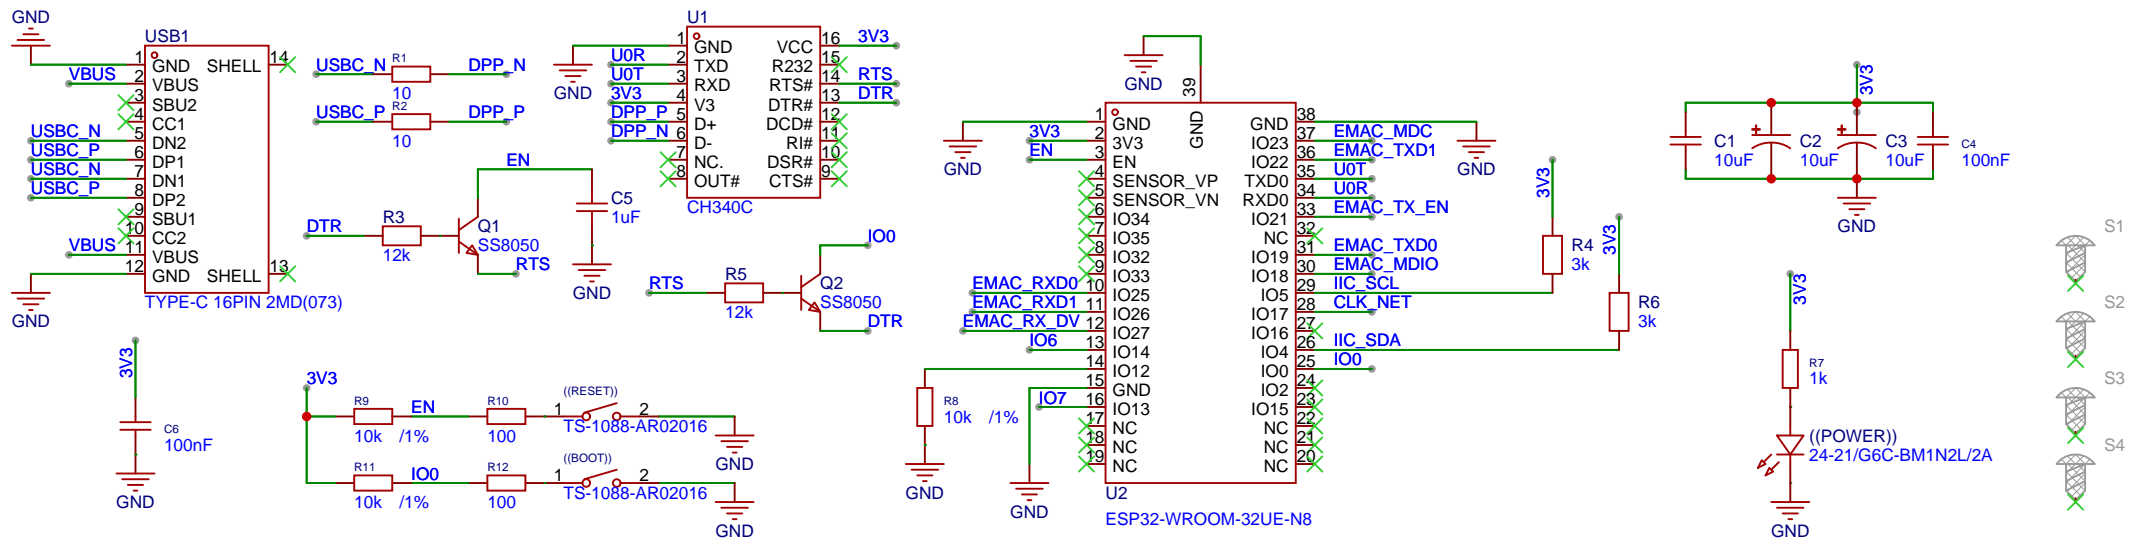 GND
USB1
1 GND SHELL 14
VBUS 2 VBUS
3 SBU2
4 CC1
USBC_N 5 DN2
USBC_P 6 DP1
USBC_N 7 DN1
USBC_P 8 DP2
9 SBU1
10 CC2
VBUS 11 VBUS
12 GND SHELL 13
TYPE-C 16PIN 2MD(073)
GND
USBC_N R1 DPP_N
10
USBC_P R2 DPP_P
10
EN
DTR R3
12k
Q1
SS8050
RTS
C5
1uF
GND
U1
GND
1 GND VCC 16 3V3
U0R 2 TXD R232 15
U0T 3 RXD RTS# 14 RTS
3V3 4 V3 DTR# 13 DTR
DPP_P 5 D+ DCD# 12
DPP_N 6 D- RI# 11
7 NC. DSR# 10
8 OUT# CTS# 9
CH340C
RTS R5
12k
IO0
Q2
SS8050
DTR
3V3
C6
100nF
GND
3V3
R9 EN R10 ((RESET))
1 2
10k /1% 100 TS-1088-AR02016
GND
R11 IO0 R12 ((BOOT))
1 2
10k /1% 100 TS-1088-AR02016
GND
GND
39
GND
GND
1 GND GND 38
GND
3V3 2 3V3 IO23 37 EMAC_MDC
EN 3 EN IO22 36 EMAC_TXD1
4 SENSOR_VP TXD0 35 U0T
5 SENSOR_VN RXD0 34 U0R
6 IO34 IO21 33 EMAC_TX_EN
7 IO35 NC 32
8 IO32 IO19 31 EMAC_TXD0
9 IO33 IO18 30 EMAC_MDIO
EMAC_RXD0 10 IO25 IO5 29 IIC_SCL
EMAC_RXD1 11 IO26 IO17 28 CLK_NET
EMAC_RX_DV 12 IO27 IO16 27
IO6 13 IO14 IO4 26 IIC_SDA
14 IO12 IO0 25 IO0
15 GND IO2 24
IO7 16 IO13 IO15 23
17 NC NC 22
18 NC NC 21
19 NC NC 20
U2
ESP32-WROOM-32UE-N8
R8
10k /1%
GND
GND
3V3
R4
3k
3V3
R6
3k
3V3
C1
10uF
C2
10uF
C3
10uF
C4
100nF
GND
3V3
R7
1k
((POWER))
24-21/G6C-BM1N2L/2A
GND
S1
S2
S3
S4